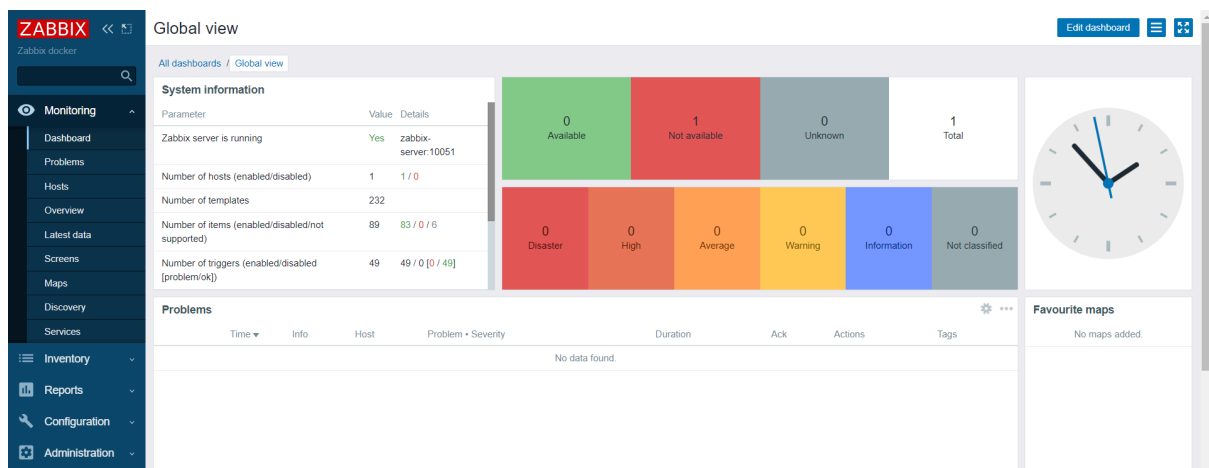 ZABBIX
Zabbix docker
Monitoring
Dashboard
Problems
Hosts
Overview
Latest data
Screens
Maps
Discovery
Services
Inventory
Reports
Configuration
Administration
Global view
Edit dashboard
All dashboards / Global view
System information
Parameter Value Details
Zabbix server is running Yes zabbix-
server:10051
Number of hosts (enabled/disabled) 1 1 / 0
Number of templates 232
Number of items (enabled/disabled/not
supported) 89 83 / 0 / 6
Number of triggers (enabled/disabled
[problem/ok]) 49 49 / 0 [0 / 49]
0
Available
1
Not available
0
Unknown
1
Total
0
Disaster
0
High
0
Average
0
Warning
0
Information
0
Not classified
Problems
Time Info Host Problem • Severity Duration Ack Actions Tags
No data found.
Favourite maps
No maps added.